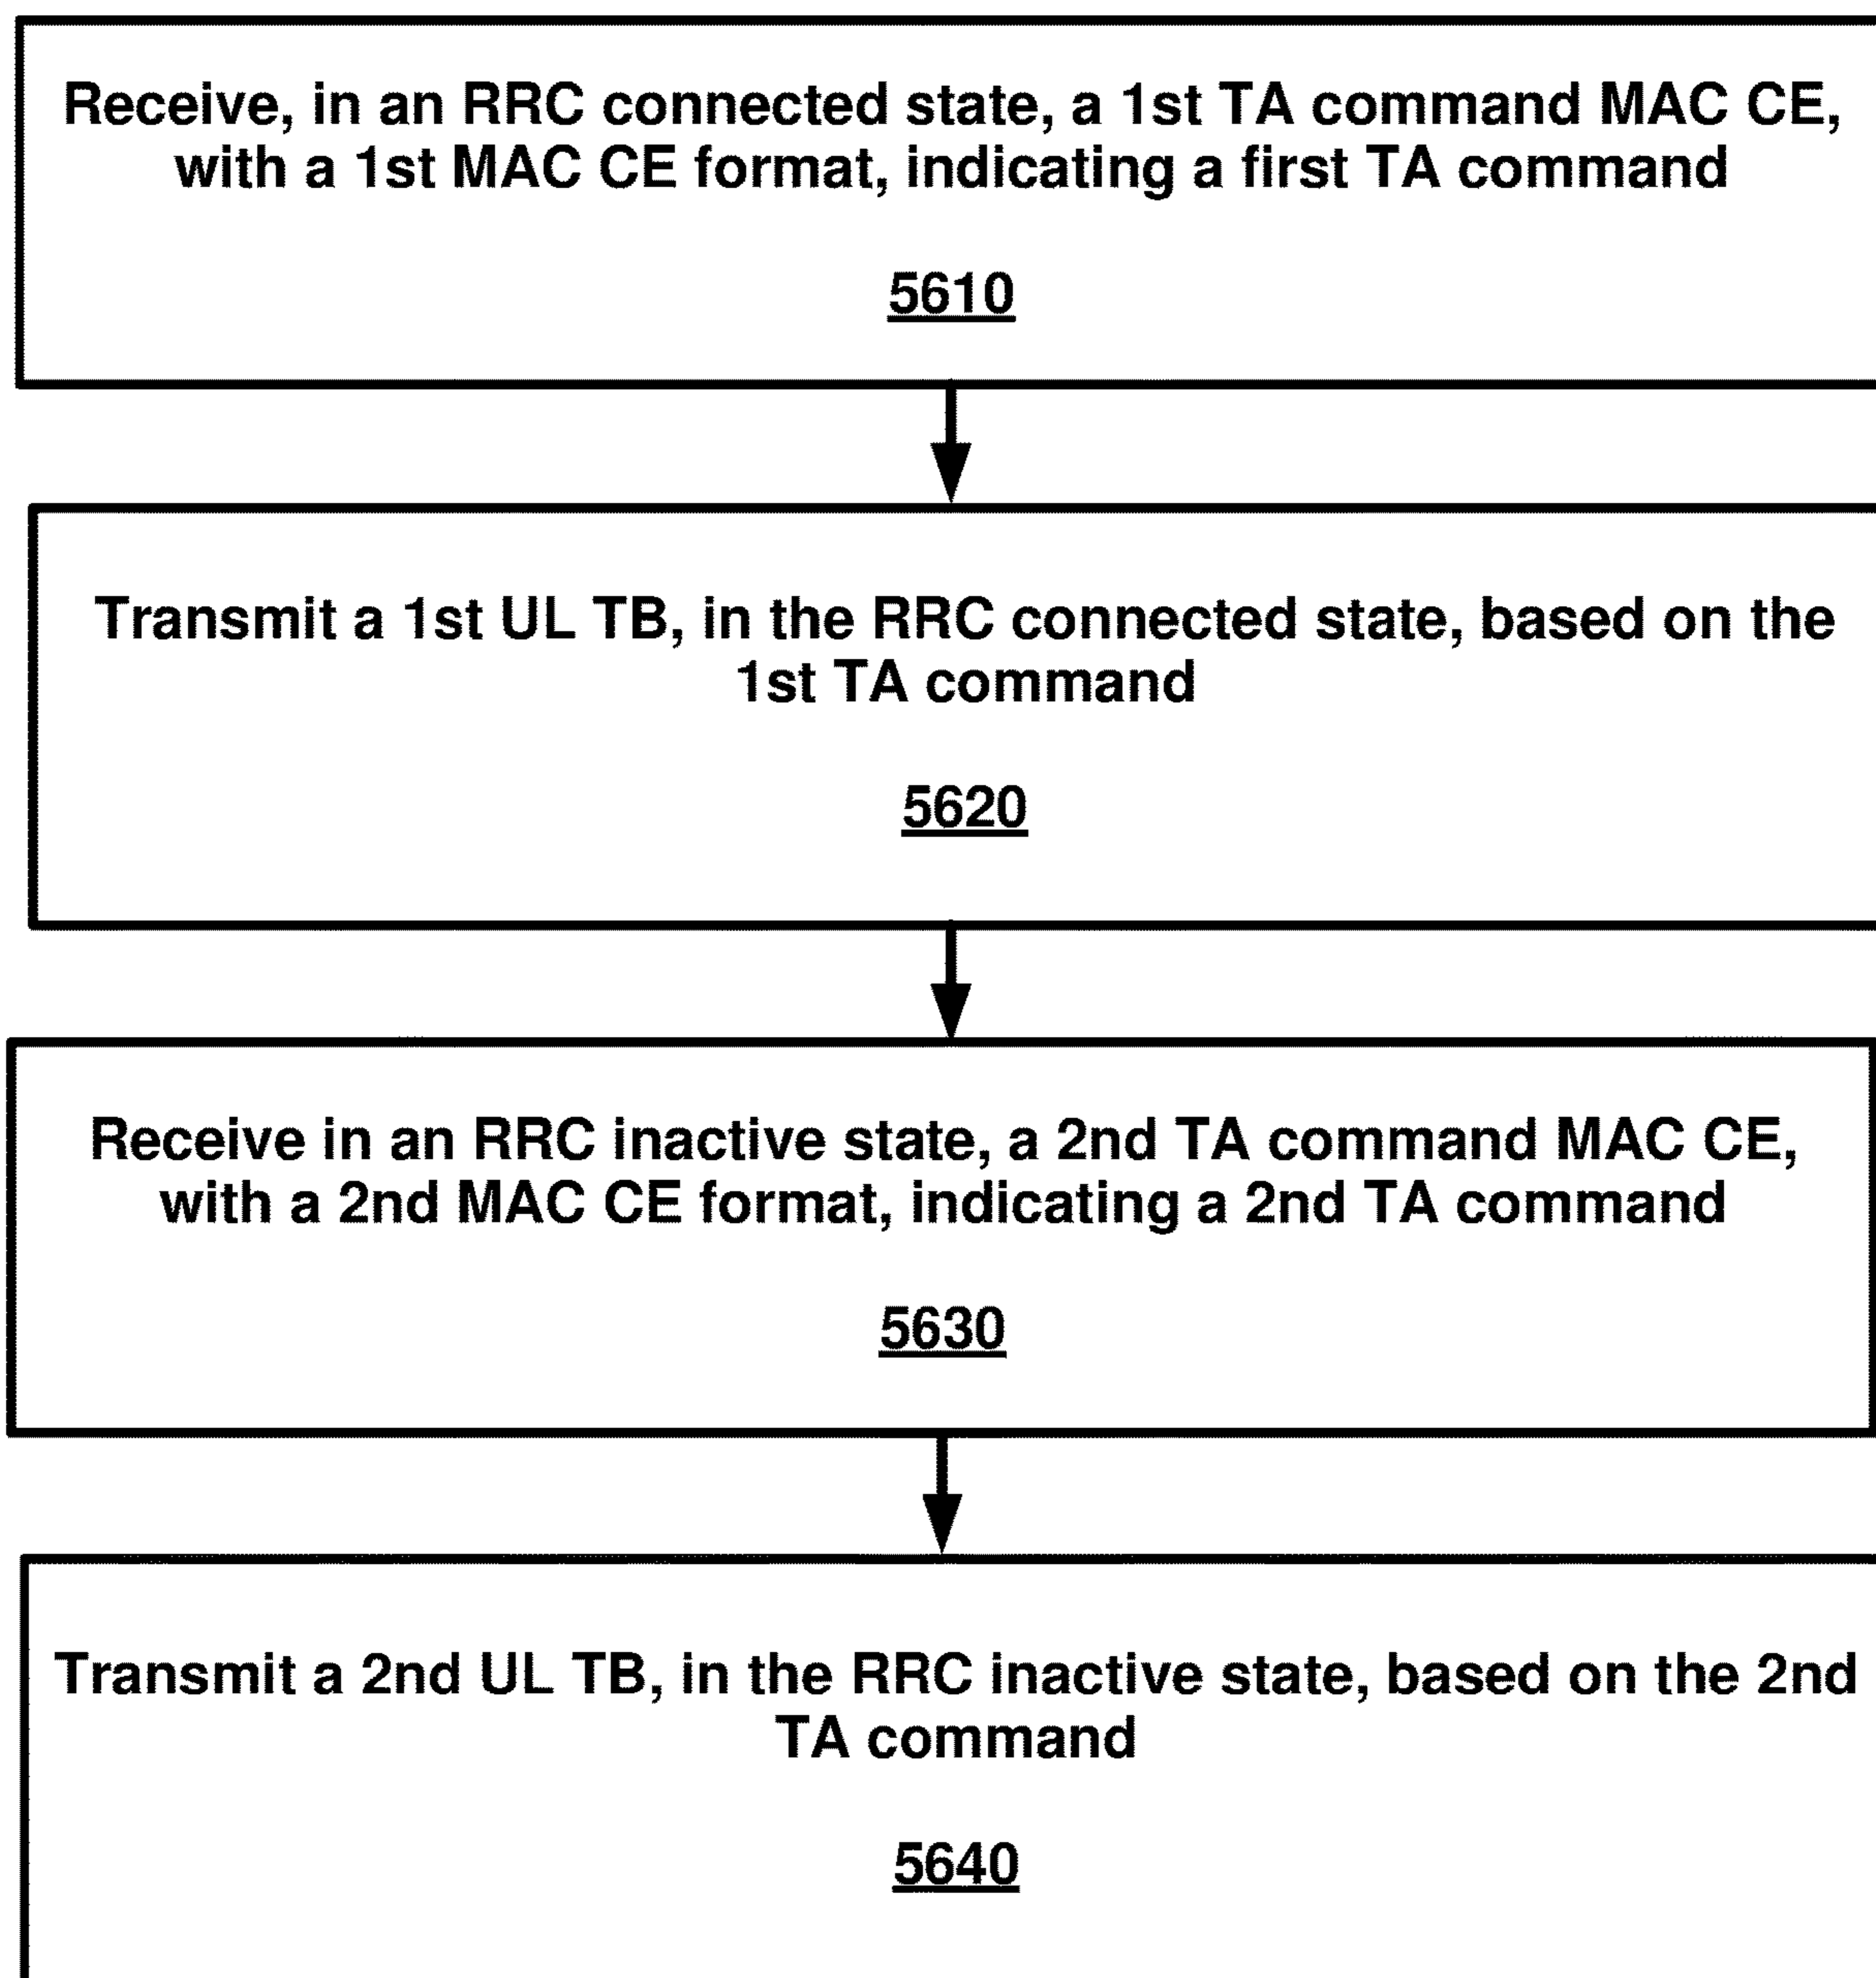 Receive, in an RRC connected state, a 1st TA command MAC CE,
with a 1st MAC CE format, indicating a first TA command
5610
Transmit a 1st UL TB, in the RRC connected state, based on the
1st TA command
5620
Receive in an RRC inactive state, a 2nd TA command MAC CE,
with a 2nd MAC CE format, indicating a 2nd TA command
5630
Transmit a 2nd UL TB, in the RRC inactive state, based on the 2nd
TA command
5640